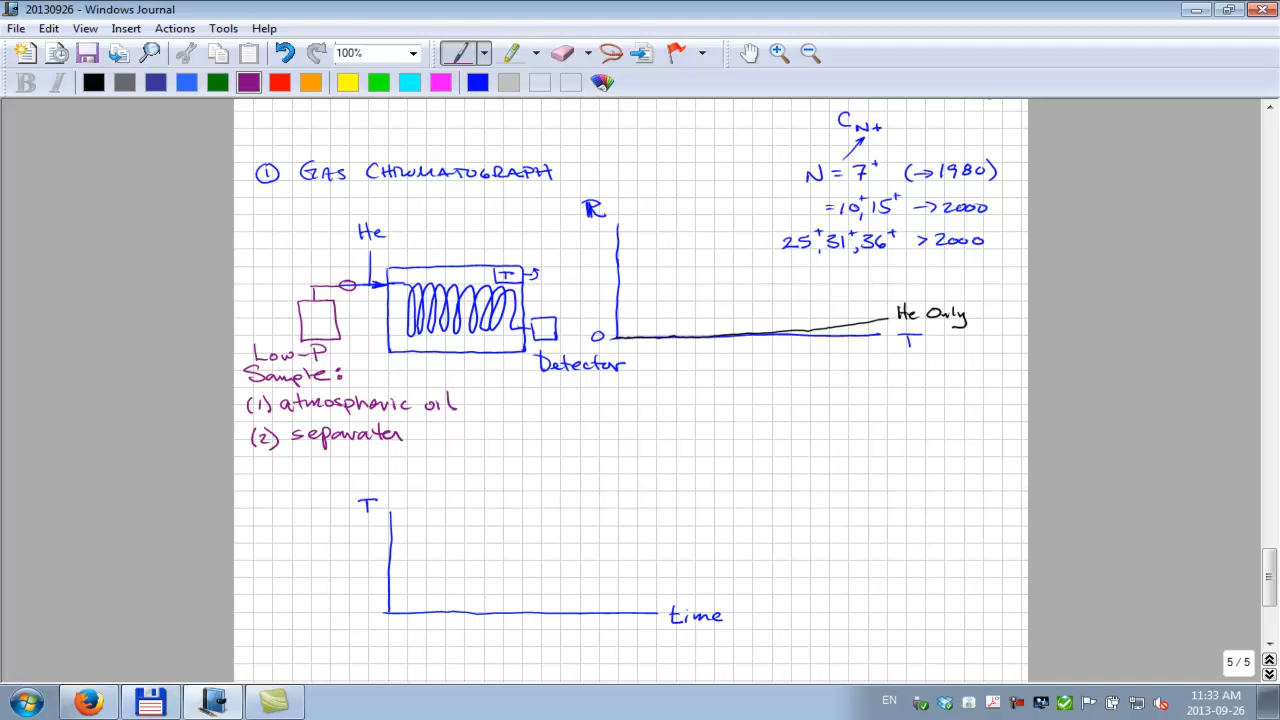 20130926 - Windows Journal
File Edit View Insert Actions Tools Help
100%
B I
C N+
① GAS CHROMATOGRAPH
N = 7+ (→1980)
= 10+, 15+ → 2000
25+, 31+, 36+ > 2000
R
He
T
He Only
0
T
Detector
Low-P
Sample:
(1) atmospheric oil
(2) separator
T
time
5 / 5
EN
11:33 AM
2013-09-26